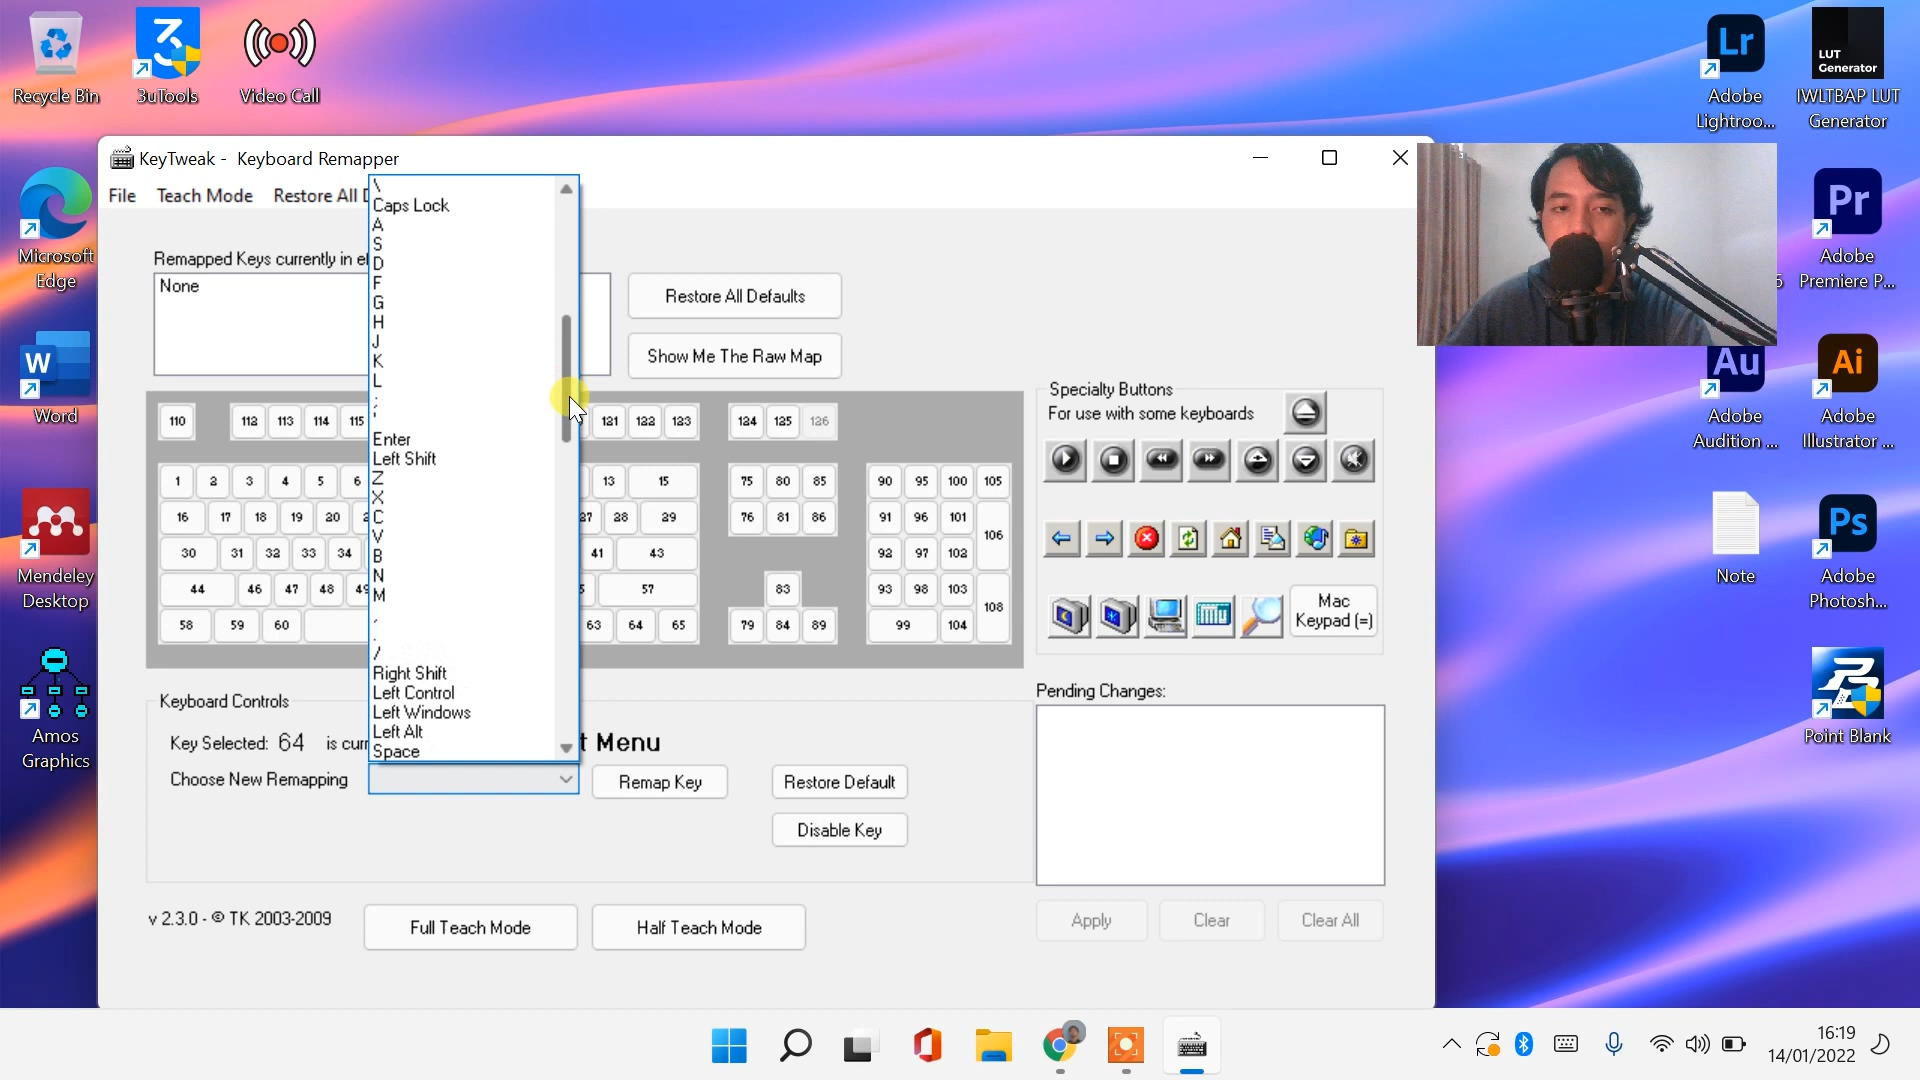 Recycle Bin
3uTools
Video Call
Lr
Adobe
Lightroo...
LUT
Generator
IWLTBAP LUT
Generator
KeyTweak -  Keyboard Remapper
File
Teach Mode
Restore All D
Microsoft
Edge
Word
Mendeley
Desktop
Amos
Graphics
Pr
Adobe
Premiere P...
Au
Adobe
Audition ...
Ai
Adobe
Illustrator ...
Note
Ps
Adobe
Photosh...
Point Blank
Remapped Keys currently in ef
None
Restore All Defaults
Show Me The Raw Map
\
Caps Lock
A
S
D
F
G
H
J
K
L
;
'
Enter
Left Shift
Z
X
C
V
B
N
M
,
.
/
Right Shift
Left Control
Left Windows
Left Alt
Space
110 112 113 114 115 121 122 123 124 125 126
1 2 3 4 5 6 13 15 75 80 85 90 95 100 105
16 17 18 19 20 27 28 29 76 81 86 91 96 101 106
30 31 32 33 34 41 43 92 97 102
44 46 47 48 49 57 83 93 98 103 108
58 59 60 63 64 65 79 84 89 99 104
Specialty Buttons
For use with some keyboards
Mac
Keypad (=)
Keyboard Controls
Key Selected: 64 is curr
t Menu
Choose New Remapping
Remap Key
Restore Default
Disable Key
Pending Changes:
Apply
Clear
Clear All
v 2.3.0 - © TK 2003-2009
Full Teach Mode
Half Teach Mode
16:19
14/01/2022